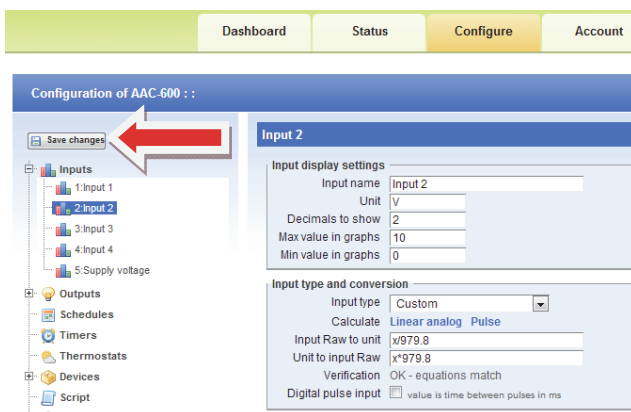 Dashboard Status Configure Account
Configuration of AAC-600 : :
Save changes
Inputs
1:Input 1
2:Input 2
3:Input 3
4:Input 4
5:Supply voltage
Outputs
Schedules
Timers
Thermostats
Devices
Script
Input 2
Input display settings
Input name Input 2
Unit V
Decimals to show 2
Max value in graphs 10
Min value in graphs 0
Input type and conversion
Input type Custom
Calculate Linear analog Pulse
Input Raw to unit x/979.8
Unit to input Raw x*979.8
Verification OK - equations match
Digital pulse input value is time between pulses in ms